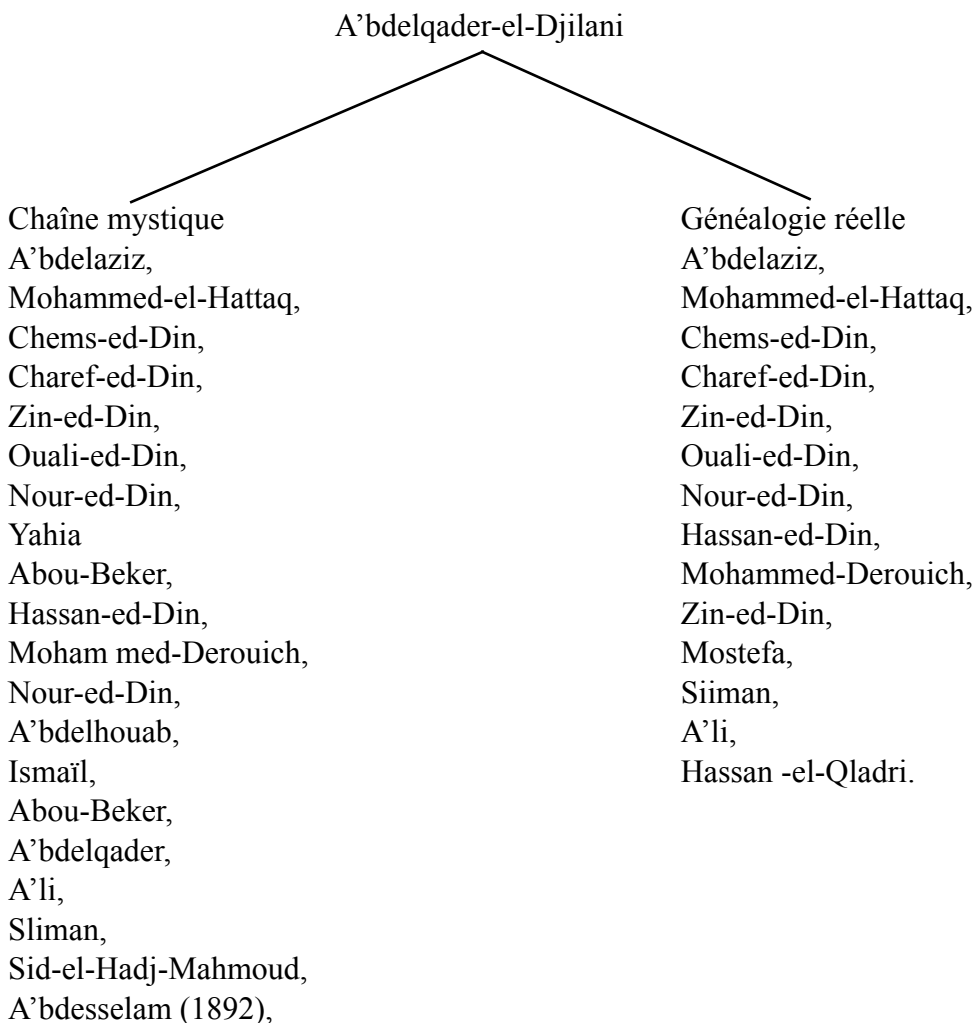 A’bdelqader-el-Djilani
Chaîne mystique
A’bdelaziz,
Mohammed-el-Hattaq,
Chems-ed-Din,
Charef-ed-Din,
Zin-ed-Din,
Ouali-ed-Din,
Nour-ed-Din,
Yahia
Abou-Beker,
Hassan-ed-Din,
Moham med-Derouich,
Nour-ed-Din,
A’bdelhouab,
Ismaïl,
Abou-Beker,
A’bdelqader,
A’li,
Sliman,
Sid-el-Hadj-Mahmoud,
A’bdesselam (1892),
Généalogie réelle
A’bdelaziz,
Mohammed-el-Hattaq,
Chems-ed-Din,
Charef-ed-Din,
Zin-ed-Din,
Ouali-ed-Din,
Nour-ed-Din,
Hassan-ed-Din,
Mohammed-Derouich,
Zin-ed-Din,
Mostefa,
Siiman,
A’li,
Hassan -el-Qladri.